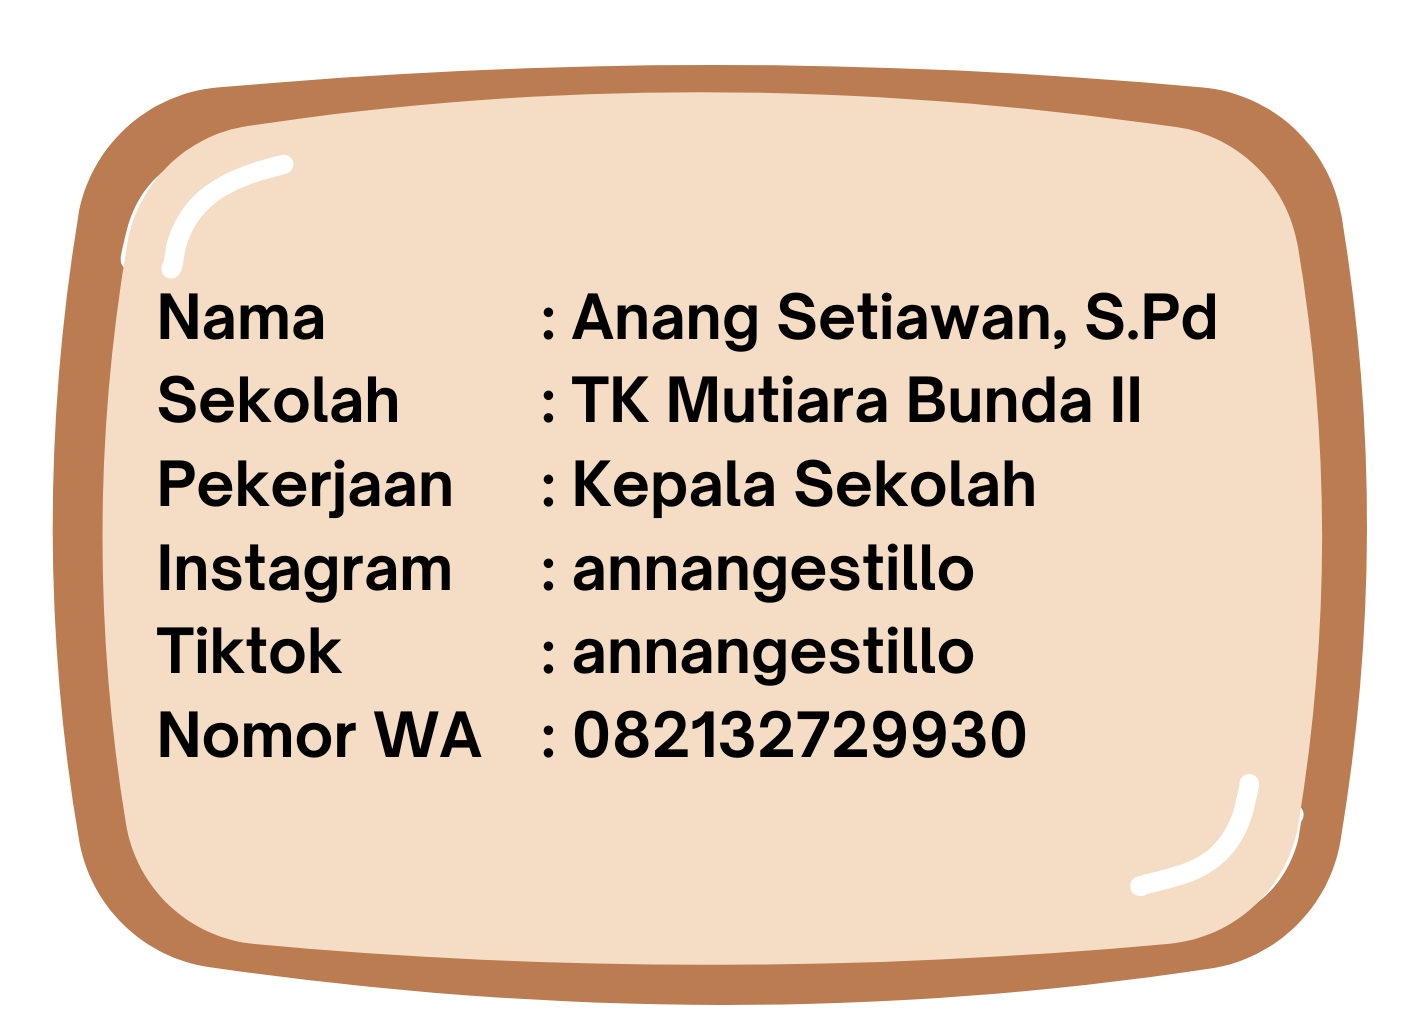 Nama : Anang Setiawan, S.Pd
Sekolah : TK Mutiara Bunda II
Pekerjaan : Kepala Sekolah
Instagram : annangestillo
Tiktok : annangestillo
Nomor WA : 082132729930